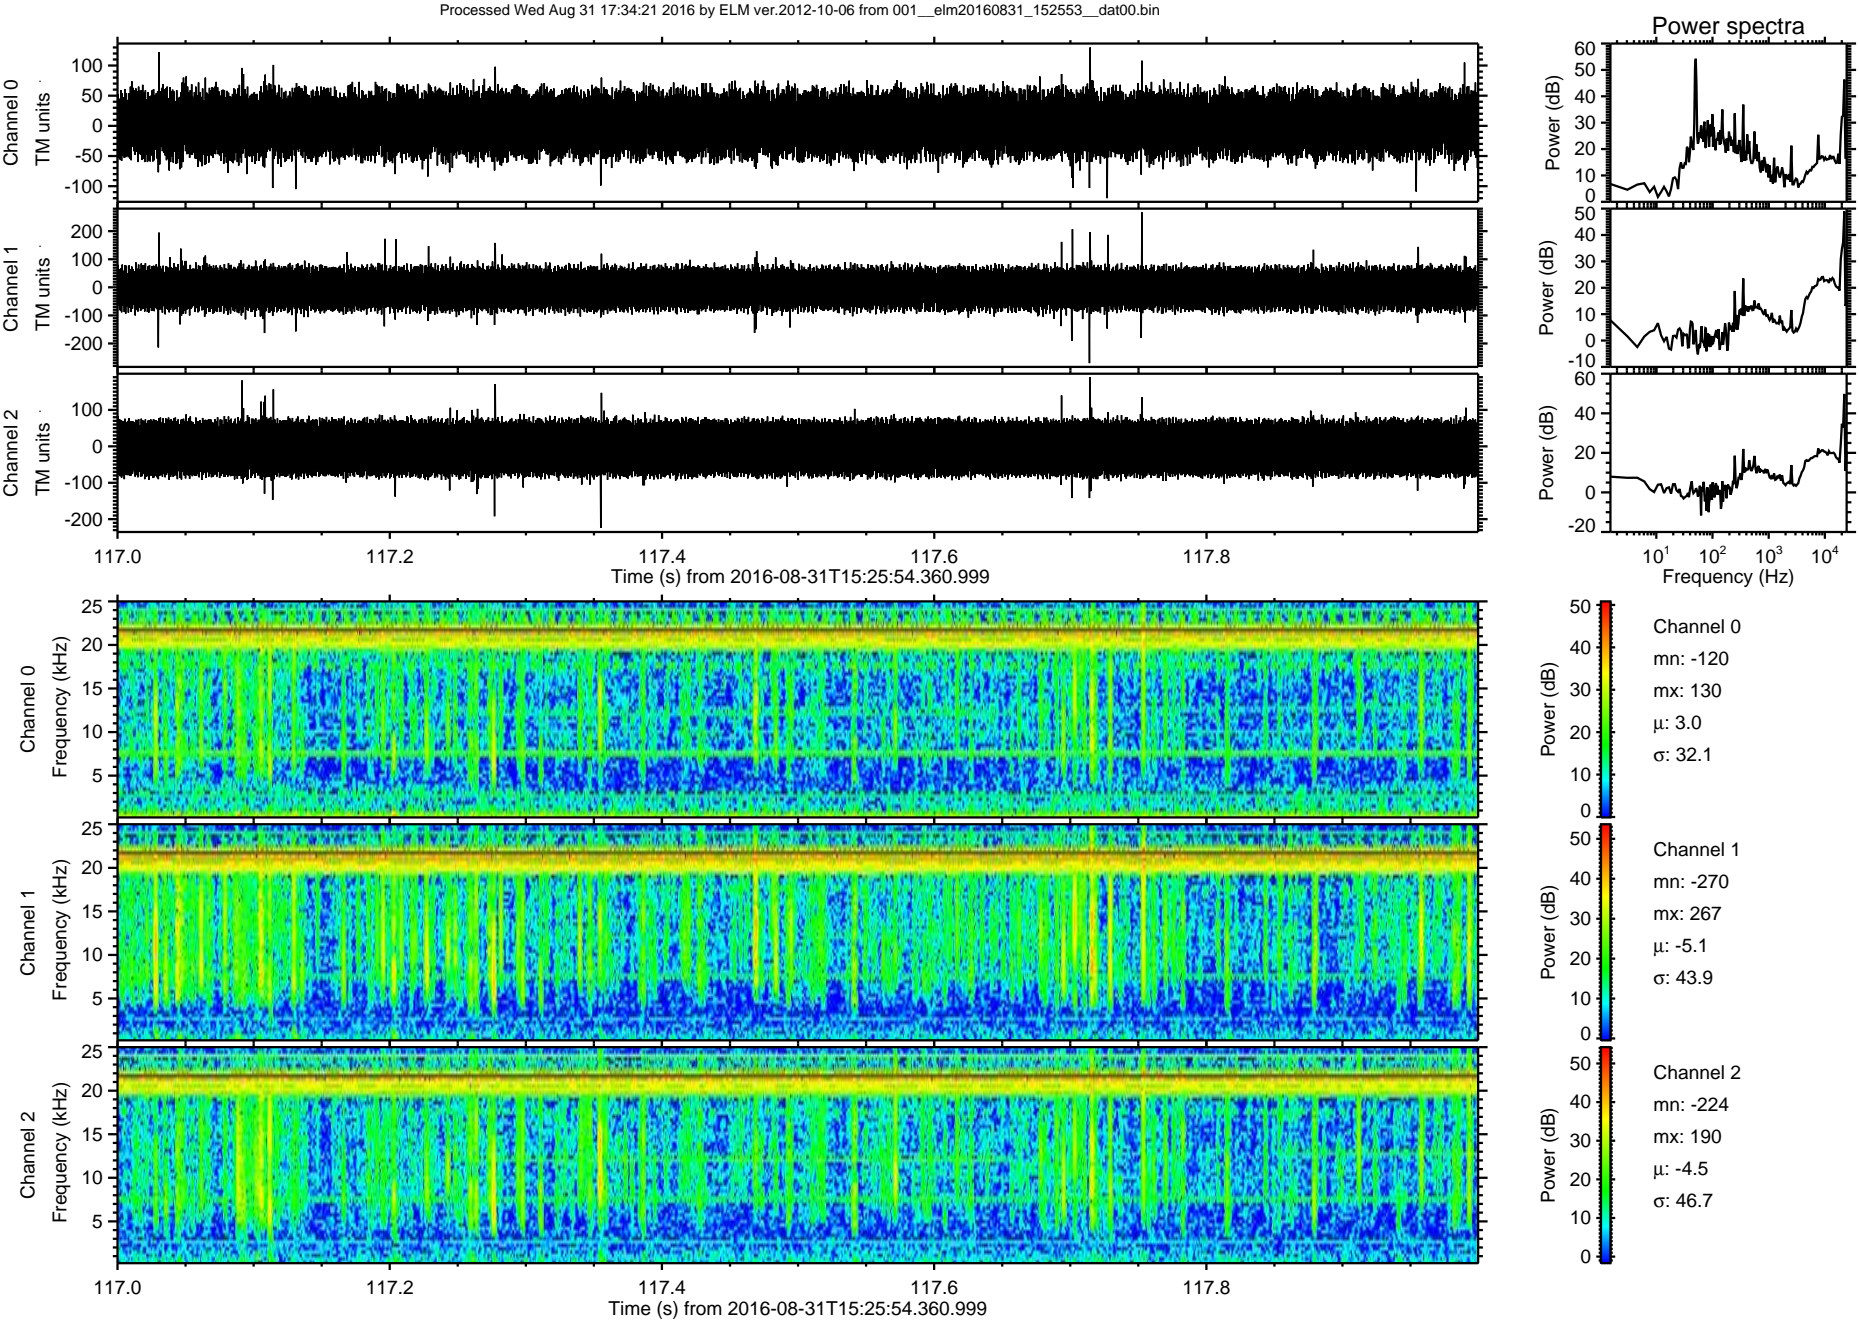 Processed Wed Aug 31 17:34:21 2016 by ELM ver.2012-10-06 from 001__elm20160831_152553__dat00.bin
Power spectra
Channel 0
TM units
100
50
0
-50
-100
Power (dB)
60
50
40
30
20
10
0
Channel 1
TM units
200
100
0
-100
-200
Power (dB)
50
40
30
20
10
0
-10
Channel 2
TM units
100
0
-100
-200
Power (dB)
60
40
20
0
-20
117.0 117.2 117.4 117.6 117.8
Time (s) from 2016-08-31T15:25:54.360.999
10¹ 10² 10³ 10⁴
Frequency (Hz)
Channel 0
Frequency (kHz)
25
20
15
10
5
Power (dB)
50
40
30
20
10
0
Channel 0
mn: -120
mx: 130
μ: 3.0
σ: 32.1
Channel 1
Frequency (kHz)
25
20
15
10
5
Power (dB)
50
40
30
20
10
0
Channel 1
mn: -270
mx: 267
μ: -5.1
σ: 43.9
Channel 2
Frequency (kHz)
25
20
15
10
5
Power (dB)
50
40
30
20
10
0
Channel 2
mn: -224
mx: 190
μ: -4.5
σ: 46.7
117.0 117.2 117.4 117.6 117.8
Time (s) from 2016-08-31T15:25:54.360.999